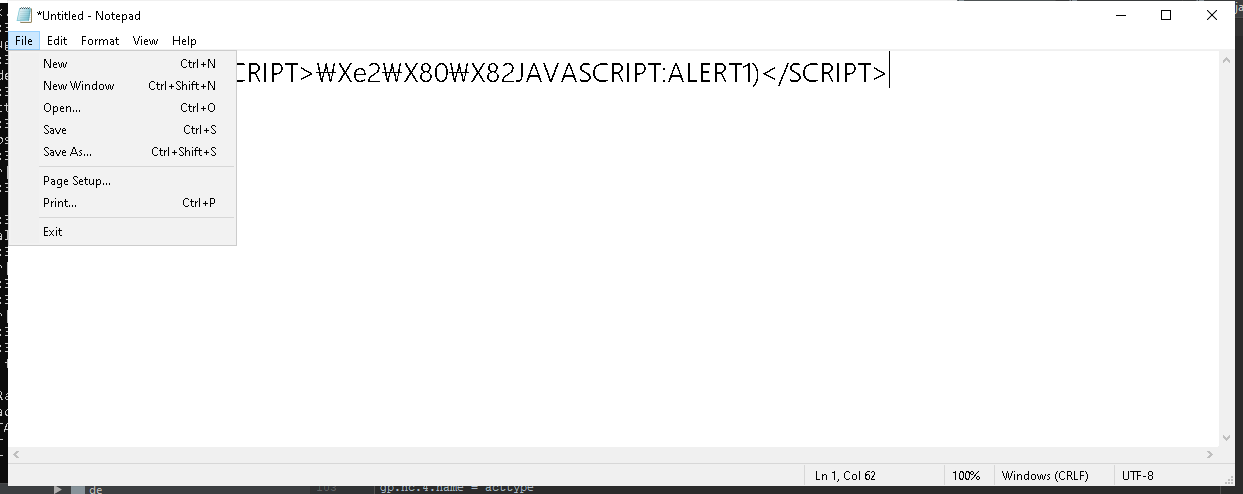 *Untitled - Notepad
File Edit Format View Help
CRIPT>₩Xe2₩X80₩X82JAVASCRIPT:ALERT1)</SCRIPT>
New Ctrl+N
New Window Ctrl+Shift+N
Open... Ctrl+O
Save Ctrl+S
Save As... Ctrl+Shift+S
Page Setup...
Print... Ctrl+P
Exit
Ln 1, Col 62 100% Windows (CRLF) UTF-8
de 103 gp.nc.4.name = acctype